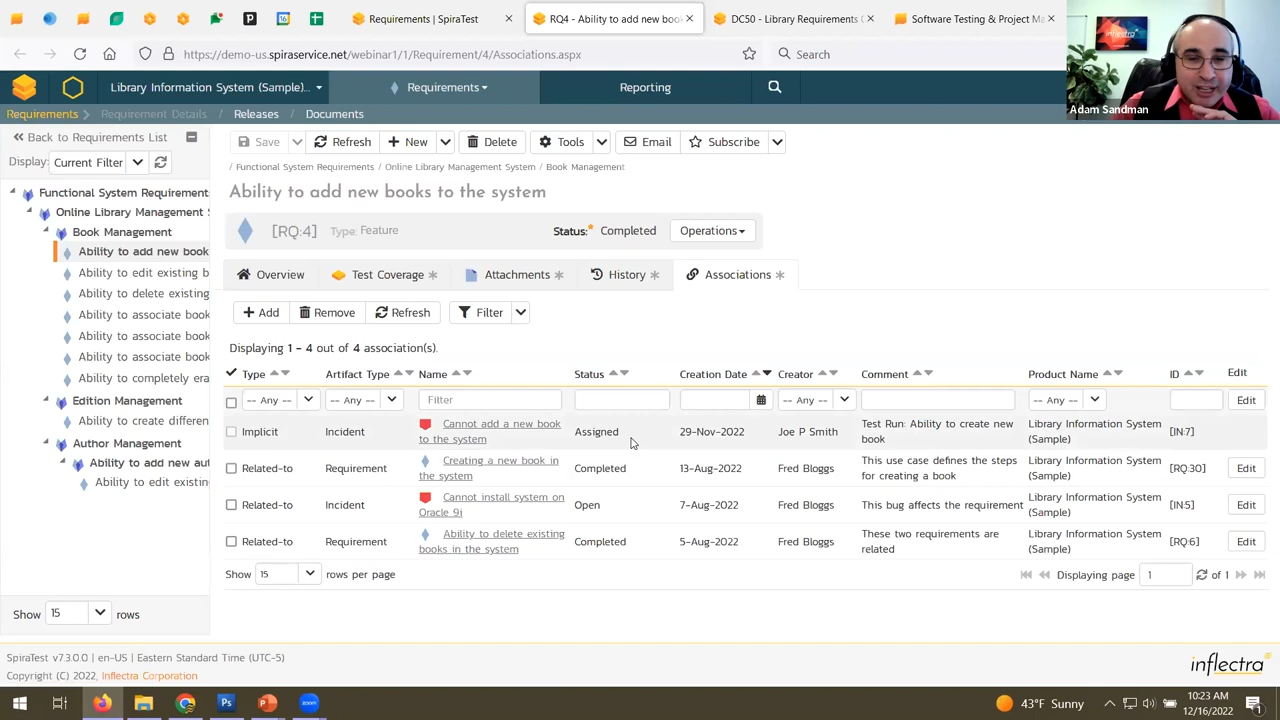 Requirements | SpiraTest
RQ4 - Ability to add new boo
DC50 - Library Requirements
Software Testing & Project M
https://demo-us.spiraservice.net/webinar1/1/Requirement/4/Associations.aspx
Search
Adam Sandman
Library Information System (Sample)...
Requirements
Reporting
Requirements
Requirement Details
Releases
Documents
Back to Requirements List
Display:
Current Filter
Functional System Requirements
Online Library Management
Book Management
Ability to add new book
Ability to edit existing b
Ability to delete existing
Ability to associate book
Ability to associate book
Ability to associate book
Ability to completely era
Edition Management
Ability to create differen
Author Management
Ability to add new aut
Ability to edit existin
Show 15 rows
Save
Refresh
New
Delete
Tools
Email
Subscribe
/ Functional System Requirements / Online Library Management System / Book Management
Ability to add new books to the system
[RQ:4] Type: Feature
Status:* Completed
Operations
Overview
Test Coverage
Attachments
History
Associations
Add
Remove
Refresh
Filter
Displaying 1 - 4 out of 4 association(s).
Type Artifact Type Name Status Creation Date Creator Comment Product Name ID Edit
-- Any -- -- Any -- Filter -- Any -- -- Any -- Edit
Implicit Incident Cannot add a new book to the system Assigned 29-Nov-2022 Joe P Smith Test Run: Ability to create new book Library Information System (Sample) [IN:7]
Related-to Requirement Creating a new book in the system Completed 13-Aug-2022 Fred Bloggs This use case defines the steps for creating a book Library Information System (Sample) [RQ:30] Edit
Related-to Incident Cannot install system on Oracle 9i Open 7-Aug-2022 Fred Bloggs This bug affects the requirement Library Information System (Sample) [IN:5] Edit
Related-to Requirement Ability to delete existing books in the system Completed 5-Aug-2022 Fred Bloggs These two requirements are related Library Information System (Sample) [RQ:6] Edit
Show 15 rows per page
Displaying page 1 of 1
SpiraTest v7.3.0.0 | en-US | Eastern Standard Time (UTC-5)
Copyright (C) 2022, Inflectra Corporation
inflectra
43°F Sunny
10:23 AM
12/16/2022